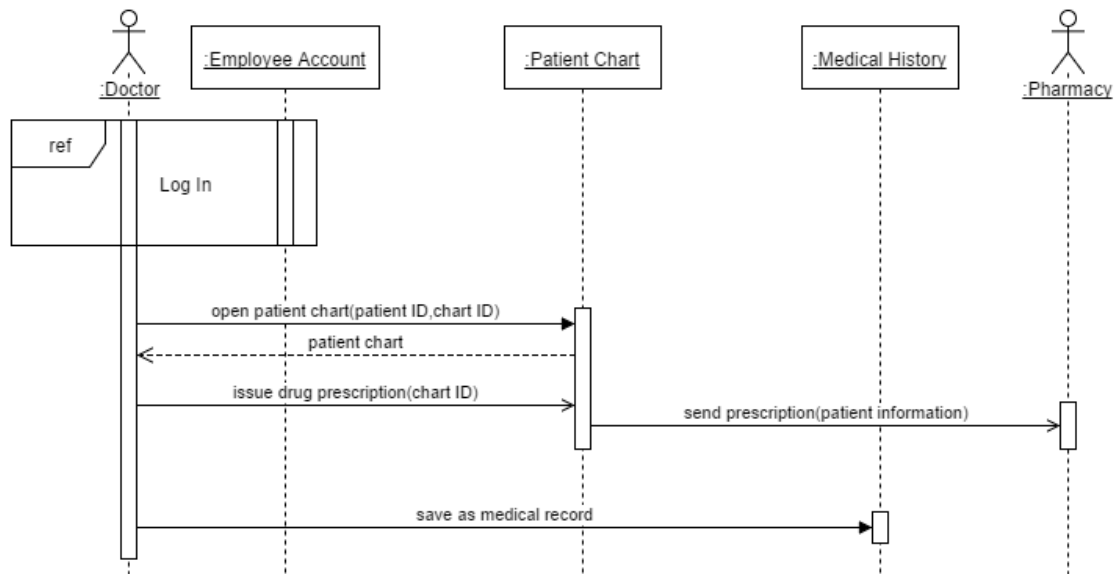 :Doctor
:Employee Account
:Patient Chart
:Medical History
:Pharmacy
ref
Log In
open patient chart(patient ID,chart ID)
patient chart
issue drug prescription(chart ID)
send prescription(patient information)
save as medical record